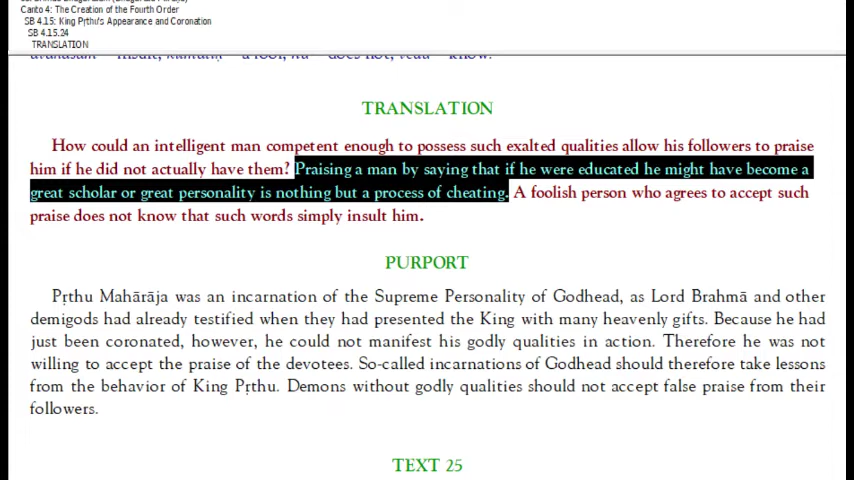 Canto 4: The Creation of the Fourth Order
SB 4.15: King Pṛthu's Appearance and Coronation
SB 4.15.24
TRANSLATION
TRANSLATION
How could an intelligent man competent enough to possess such exalted qualities allow his followers to praise
him if he did not actually have them? Praising a man by saying that if he were educated he might have become a
great scholar or great personality is nothing but a process of cheating. A foolish person who agrees to accept such
praise does not know that such words simply insult him.
PURPORT
Pṛthu Mahārāja was an incarnation of the Supreme Personality of Godhead, as Lord Brahmā and other
demigods had already testified when they had presented the King with many heavenly gifts. Because he had
just been coronated, however, he could not manifest his godly qualities in action. Therefore he was not
willing to accept the praise of the devotees. So-called incarnations of Godhead should therefore take lessons
from the behavior of King Pṛthu. Demons without godly qualities should not accept false praise from their
followers.
TEXT 25